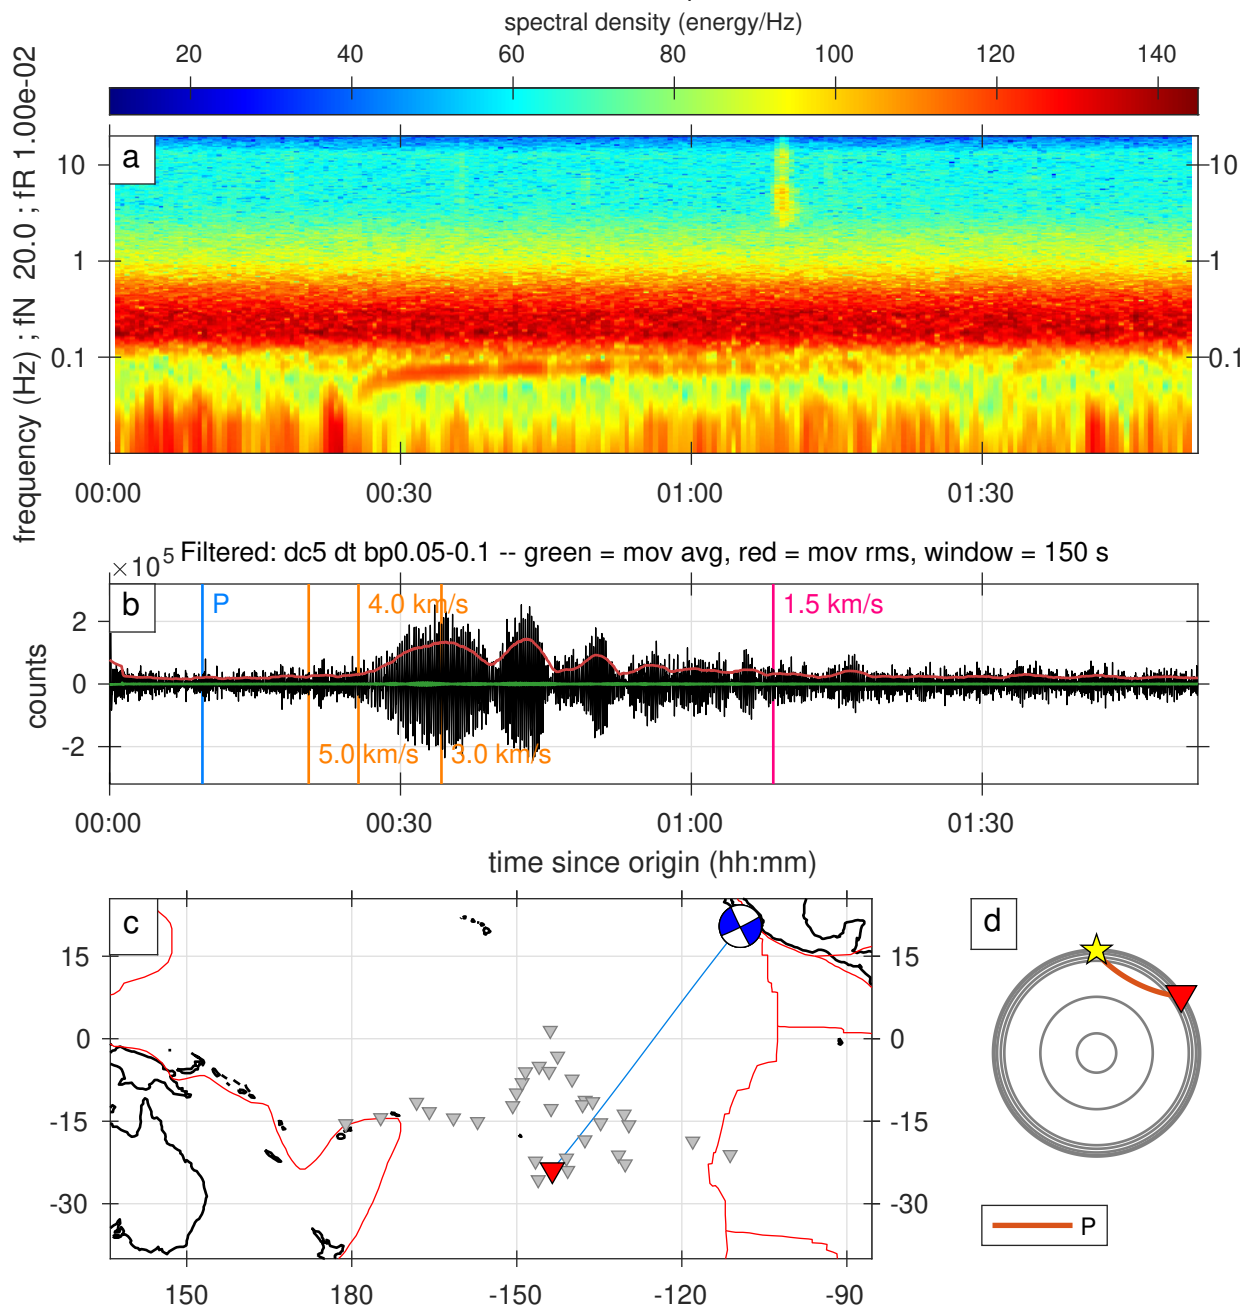 spectral density (energy/Hz)
20 40 60 80 100 120 140
frequency (Hz) ; fN 20.0 ; fR 1.00e-02
a
10 10
1 1
0.1 0.1
00:00 00:30 01:00 01:30
Filtered: dc5 dt bp0.05-0.1 -- green = mov avg, red = mov rms, window = 150 s
×10^5
b
P 4.0 km/s 1.5 km/s
5.0 km/s 3.0 km/s
counts
2
0
-2
00:00 00:30 01:00 01:30
time since origin (hh:mm)
c
d
15 15
0 0
-15 -15
-30 -30
150 180 -150 -120 -90
P